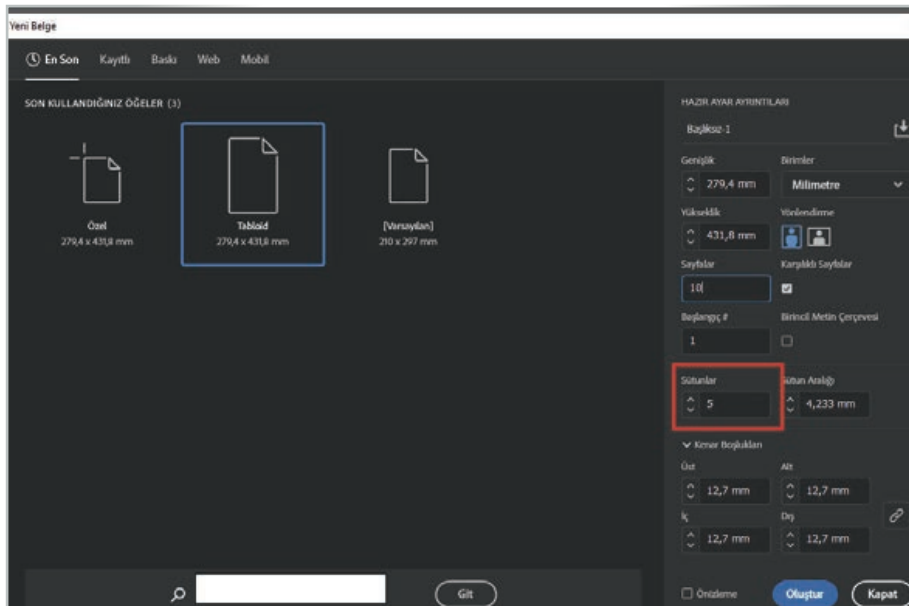 Yeni Belge
En Son Kayıtlı Baskı Web Mobil
SON KULLANDIĞINIZ ÖĞELER (3)
Özel
279,4 x 431,8 mm
Tabloid
279,4 x 431,8 mm
[Varsayılan]
210 x 297 mm
HAZIR AYAR AYRINTILARI
Başlıksız-1
Genişlik Birimler
279,4 mm Milimetre
Yükseklik Yönlendirme
431,8 mm
Sayfalar Karşılıklı Sayfalar
10
Başlangıç # Birincil Metin Çerçevesi
1
Sütunlar Sütun Aralığı
5 4,233 mm
Kenar Boşlukları
Üst Alt
12,7 mm 12,7 mm
İç Dış
12,7 mm 12,7 mm
Git
Önizleme Oluştur Kapat